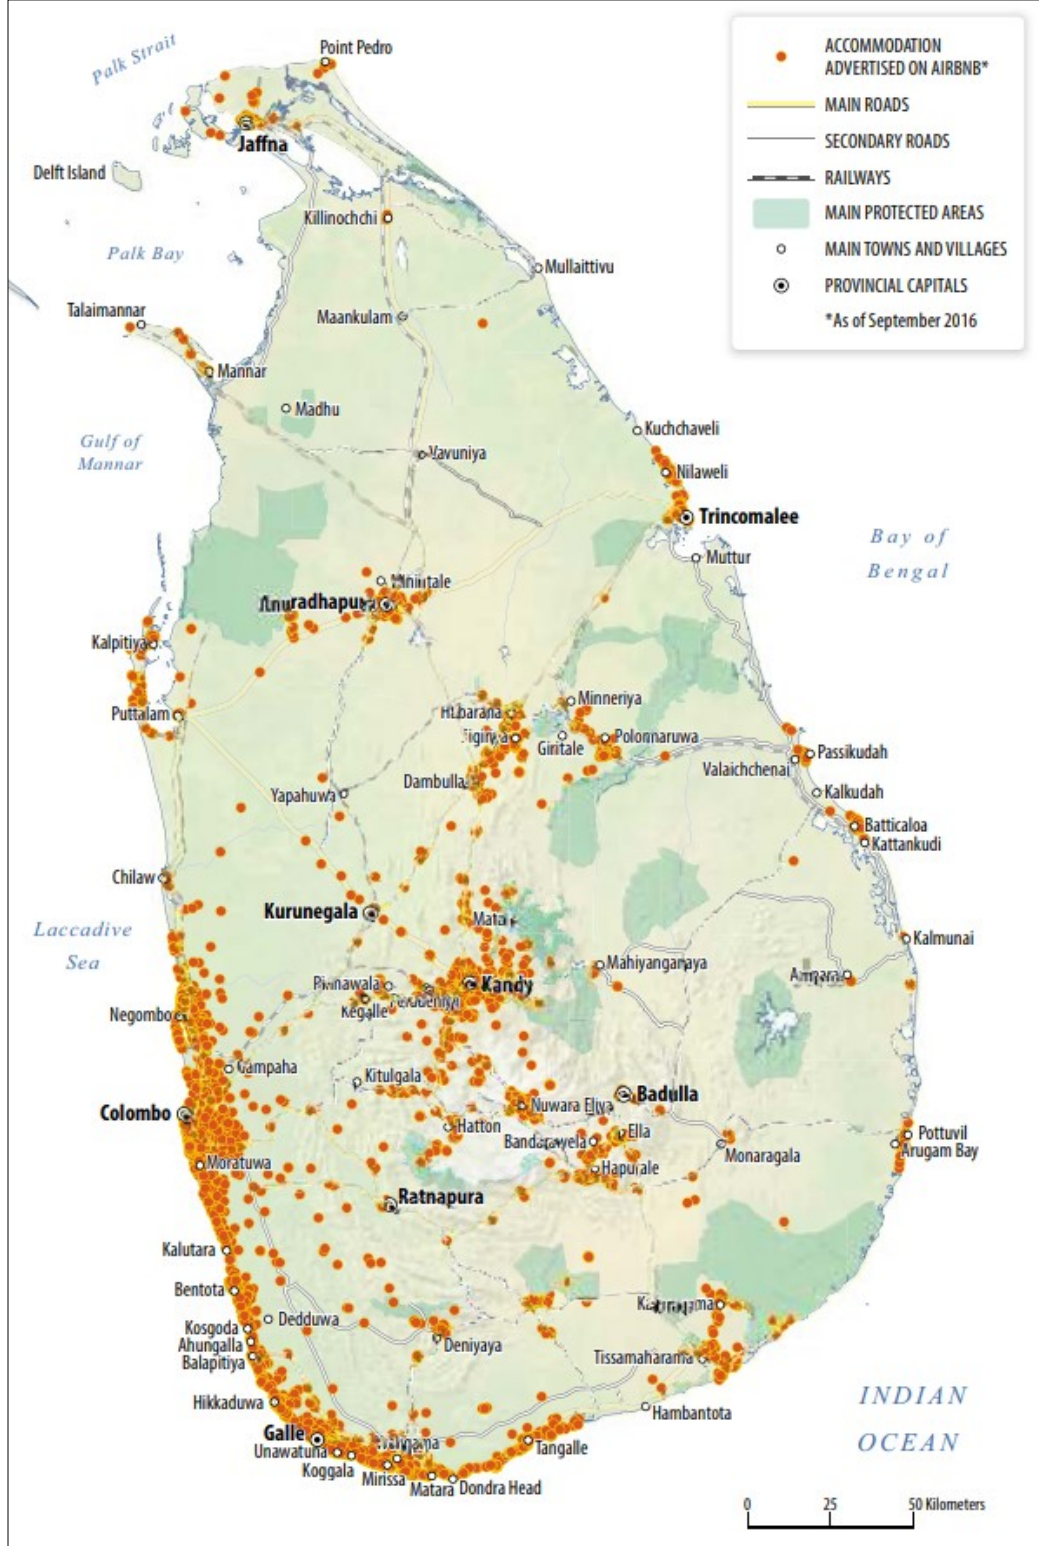 Palk Strait
Point Pedro
Jaffna
Delft Island
Killinochchi
Palk Bay
Mullaittivu
Talaimannar
Maankulam
Mannar
Madhu
Kuchchaveli
Gulf of
Mannar
Vavuniya
Nilaweli
Trincomalee
Bay of
Bengal
Muttur
Anuradhapura
Kalpitiya
Minneriya
Puttalam
Polonnaruwa
Giritale
Passikudah
Valaichchenai
Dambulla
Yapahuwa
Kalkudah
Batticaloa
Kattankudi
Chilaw
Kurunegala
Laccadive
Sea
Kalmunai
Mahiyanganaya
Kandy
Kegalle
Negombo
Gampaha
Kitulgala
Badulla
Colombo
Nuwara Eliya
Hatton
Ella
Pottuvil
Arugam Bay
Monaragala
Moratuwa
Ratnapura
Kalutara
Bentota
Dedduwa
Kosgoda
Ahungalla
Balapitiya
Deniyaya
Tissamaharama
Hikkaduwa
Hambantota
INDIAN
OCEAN
Galle
Unawatuna
Koggala
Mirissa
Matara
Dondra Head
Tangalle
ACCOMMODATION
ADVERTISED ON AIRBNB*
MAIN ROADS
SECONDARY ROADS
RAILWAYS
MAIN PROTECTED AREAS
MAIN TOWNS AND VILLAGES
PROVINCIAL CAPITALS
*As of September 2016
0 25 50 Kilometers